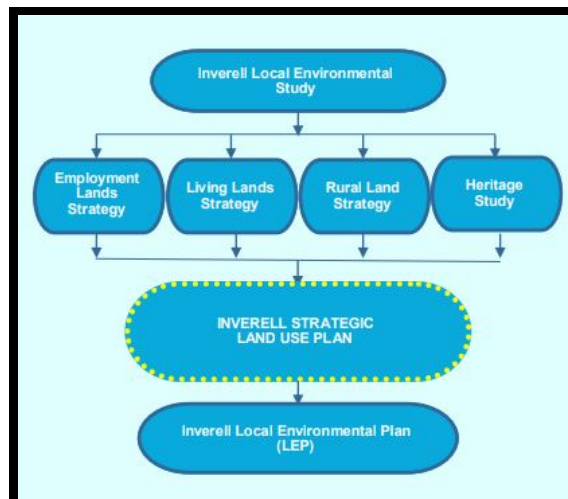 Inverell Local Environmental
Study
Employment
Lands
Strategy
Living Lands
Strategy
Rural Land
Strategy
Heritage
Study
INVERELL STRATEGIC
LAND USE PLAN
Inverell Local Environmental Plan
(LEP)